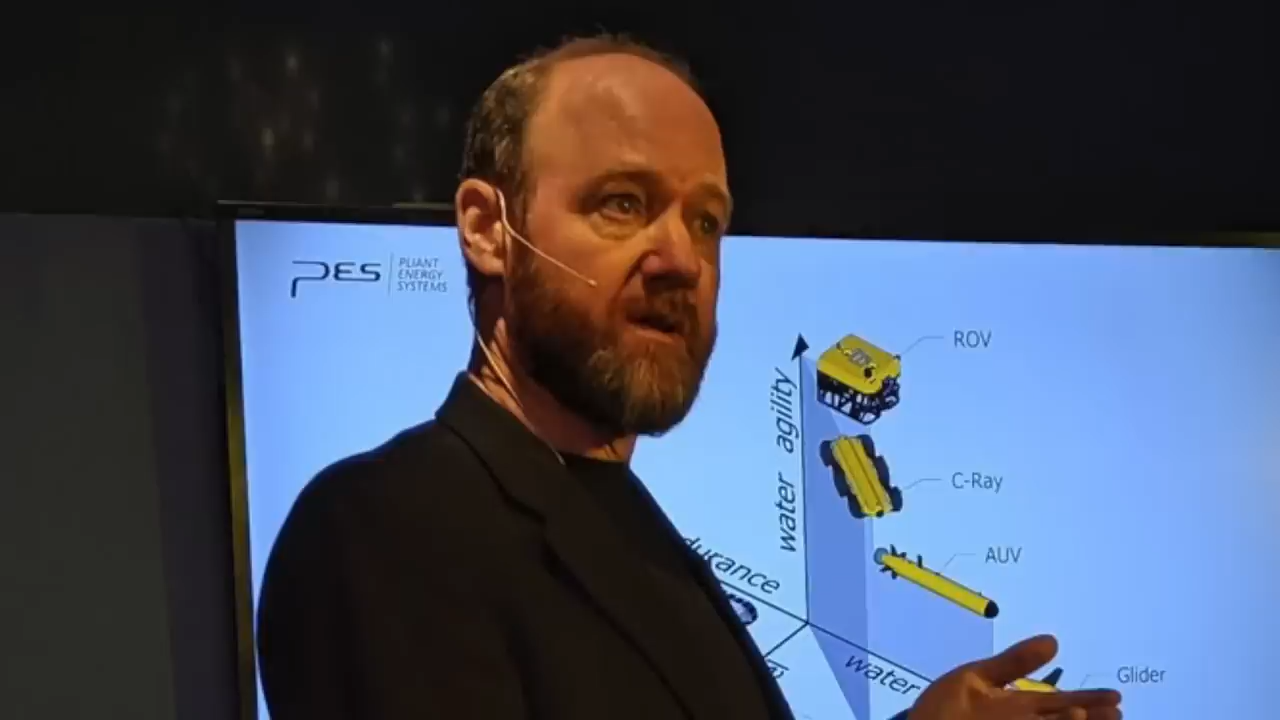 PES
PLIANT
ENERGY
SYSTEMS
ROV
water agility
C-Ray
AUV
durance
water
Glider